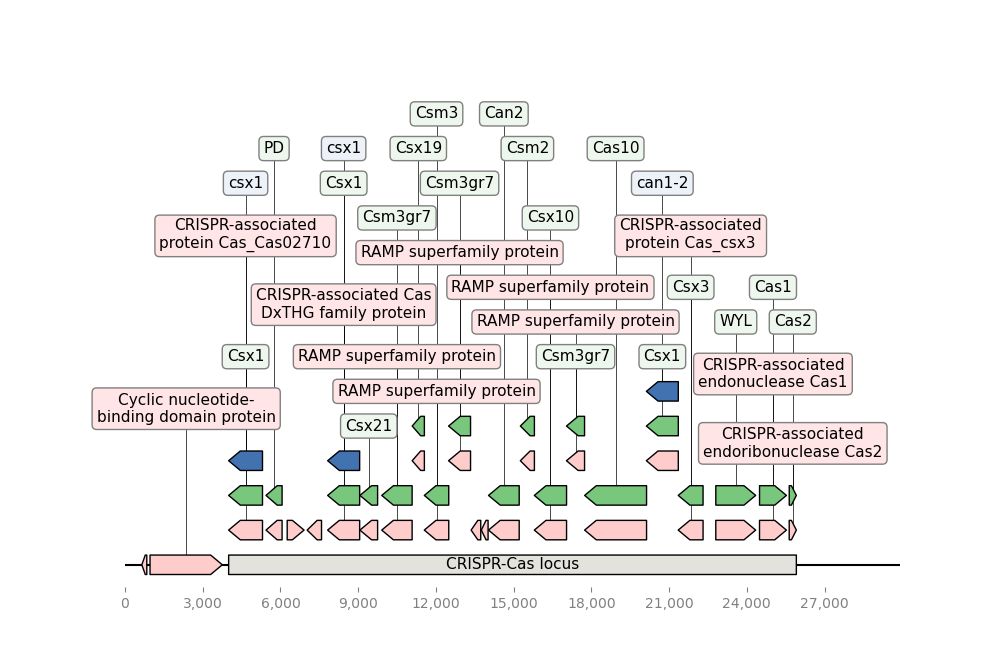 Csm3 Can2
PD csx1 Csx19 Csm2 Cas10
csx1 Csx1 Csm3gr7 can1-2
Csm3gr7 Csx10
CRISPR-associated
protein Cas_Cas02710
CRISPR-associated
protein Cas_csx3
RAMP superfamily protein
RAMP superfamily protein Csx3 Cas1
CRISPR-associated Cas
DxTHG family protein
RAMP superfamily protein WYL Cas2
Csx1 RAMP superfamily protein Csm3gr7 Csx1
CRISPR-associated
endonuclease Cas1
RAMP superfamily protein
Cyclic nucleotide-
binding domain protein
Csx21
CRISPR-associated
endoribonuclease Cas2
CRISPR-Cas locus
0 3,000 6,000 9,000 12,000 15,000 18,000 21,000 24,000 27,000